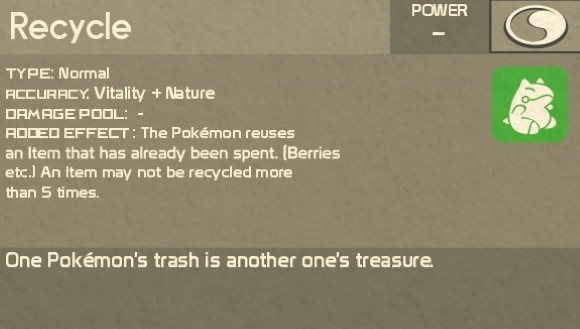 Recycle
POWER
–
TYPE: Normal
ACCURACY: Vitality + Nature
DAMAGE POOL: -
ADDED EFFECT: The Pokémon reuses
an Item that has already been spent. (Berries
etc.) An Item may not be recycled more
than 5 times.
One Pokémon's trash is another one's treasure.